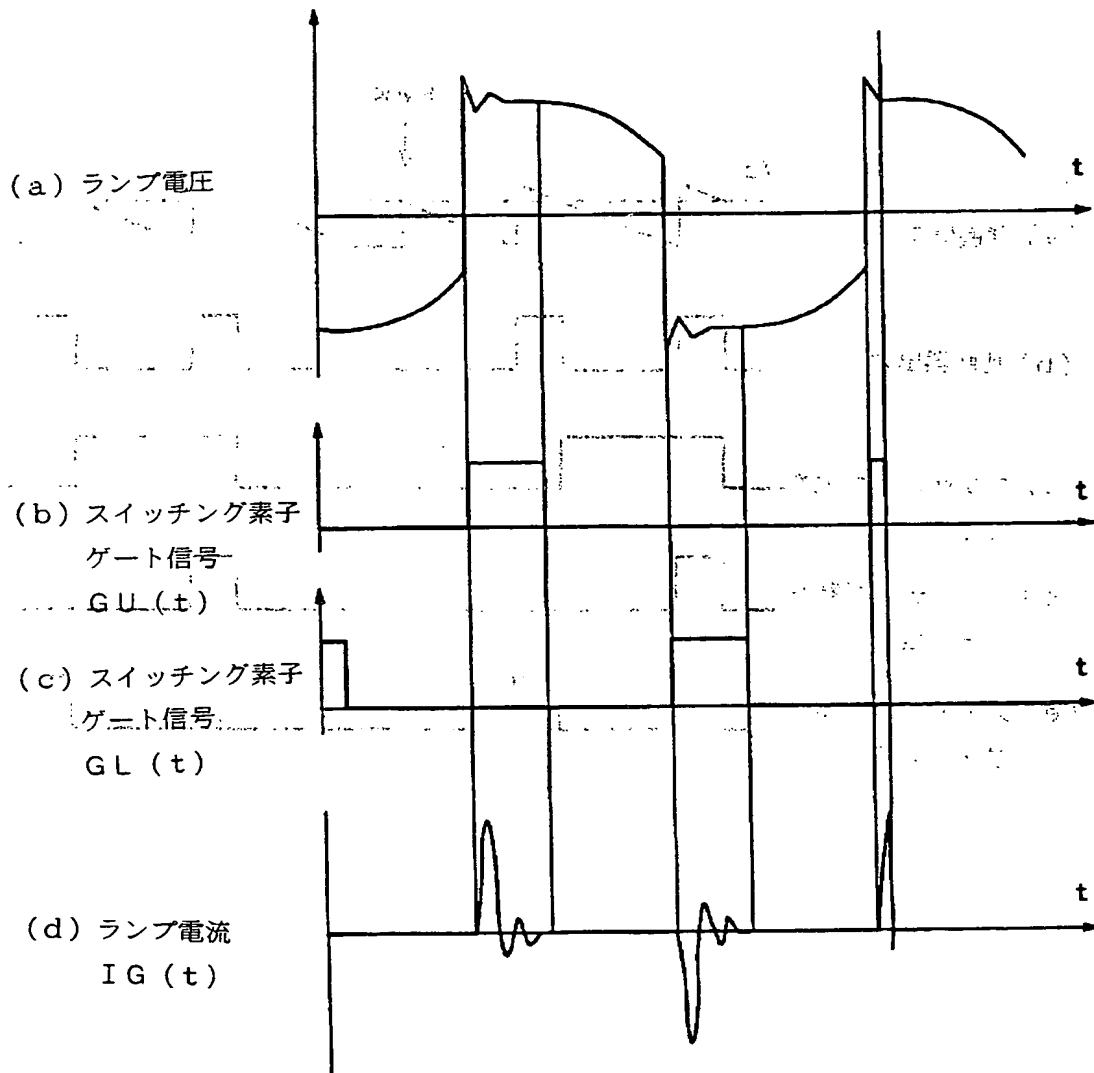 (a) ランプ電圧
t
(b) スイッチング素子
ゲート信号
GU(t)
t
(c) スイッチング素子
ゲート信号
GL(t)
t
(d) ランプ電流
IG(t)
t